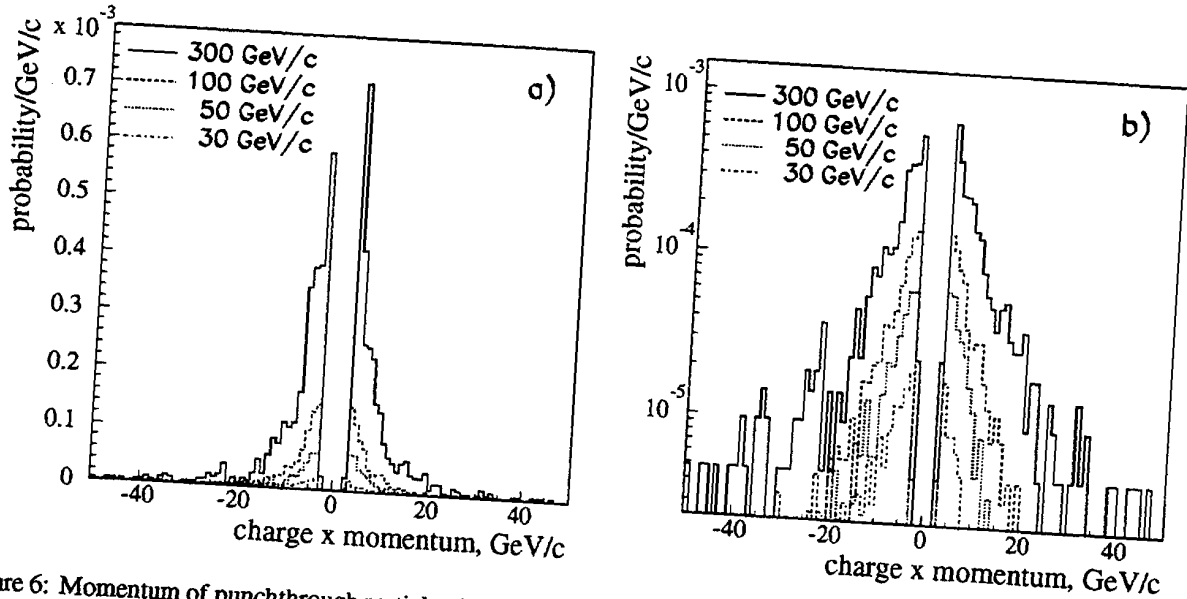 x 10⁻³
probability/GeV/c
0.7
0.6
0.5
0.4
0.3
0.2
0.1
0
300 GeV/c
100 GeV/c
50 GeV/c
30 GeV/c
a)
-40
-20
0
20
40
charge x momentum, GeV/c
probability/GeV/c
10⁻³
10⁻⁴
10⁻⁵
300 GeV/c
100 GeV/c
50 GeV/c
30 GeV/c
b)
-40
-20
0
20
40
charge x momentum, GeV/c
ure 6: Momentum of punchthrough